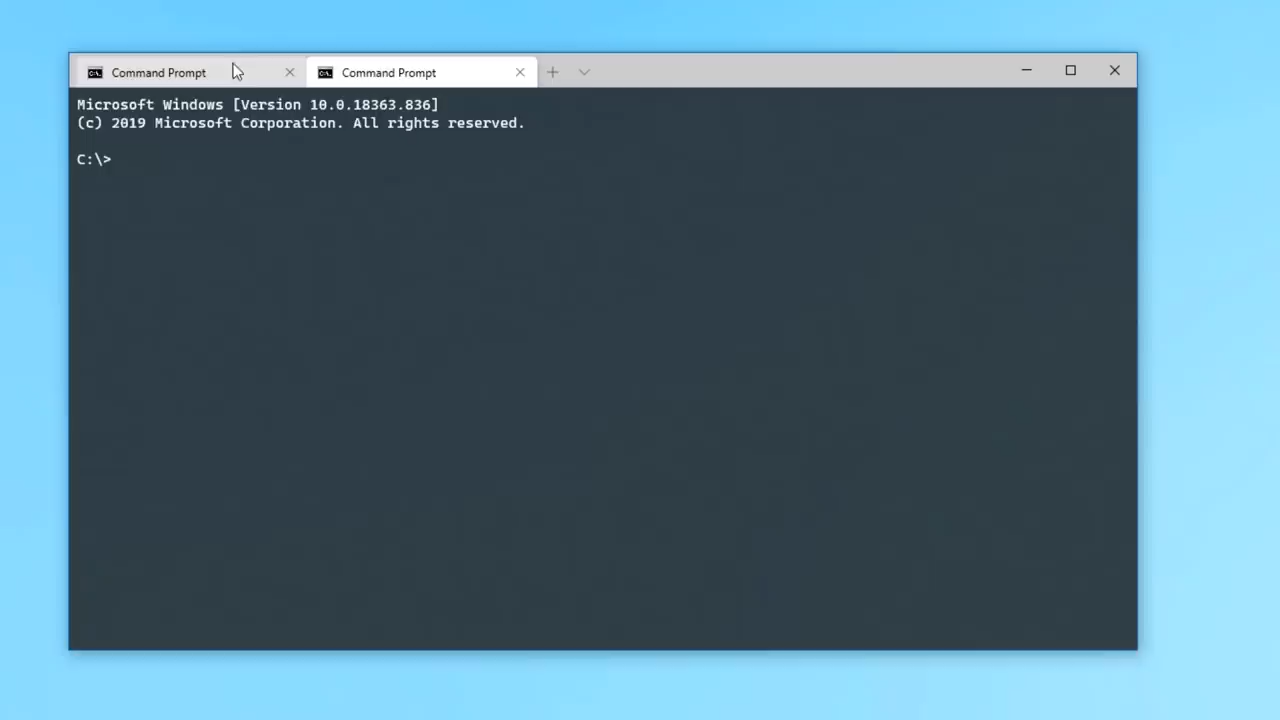 Command Prompt Command Prompt
Microsoft Windows [Version 10.0.18363.836]
(c) 2019 Microsoft Corporation. All rights reserved.
C:\>